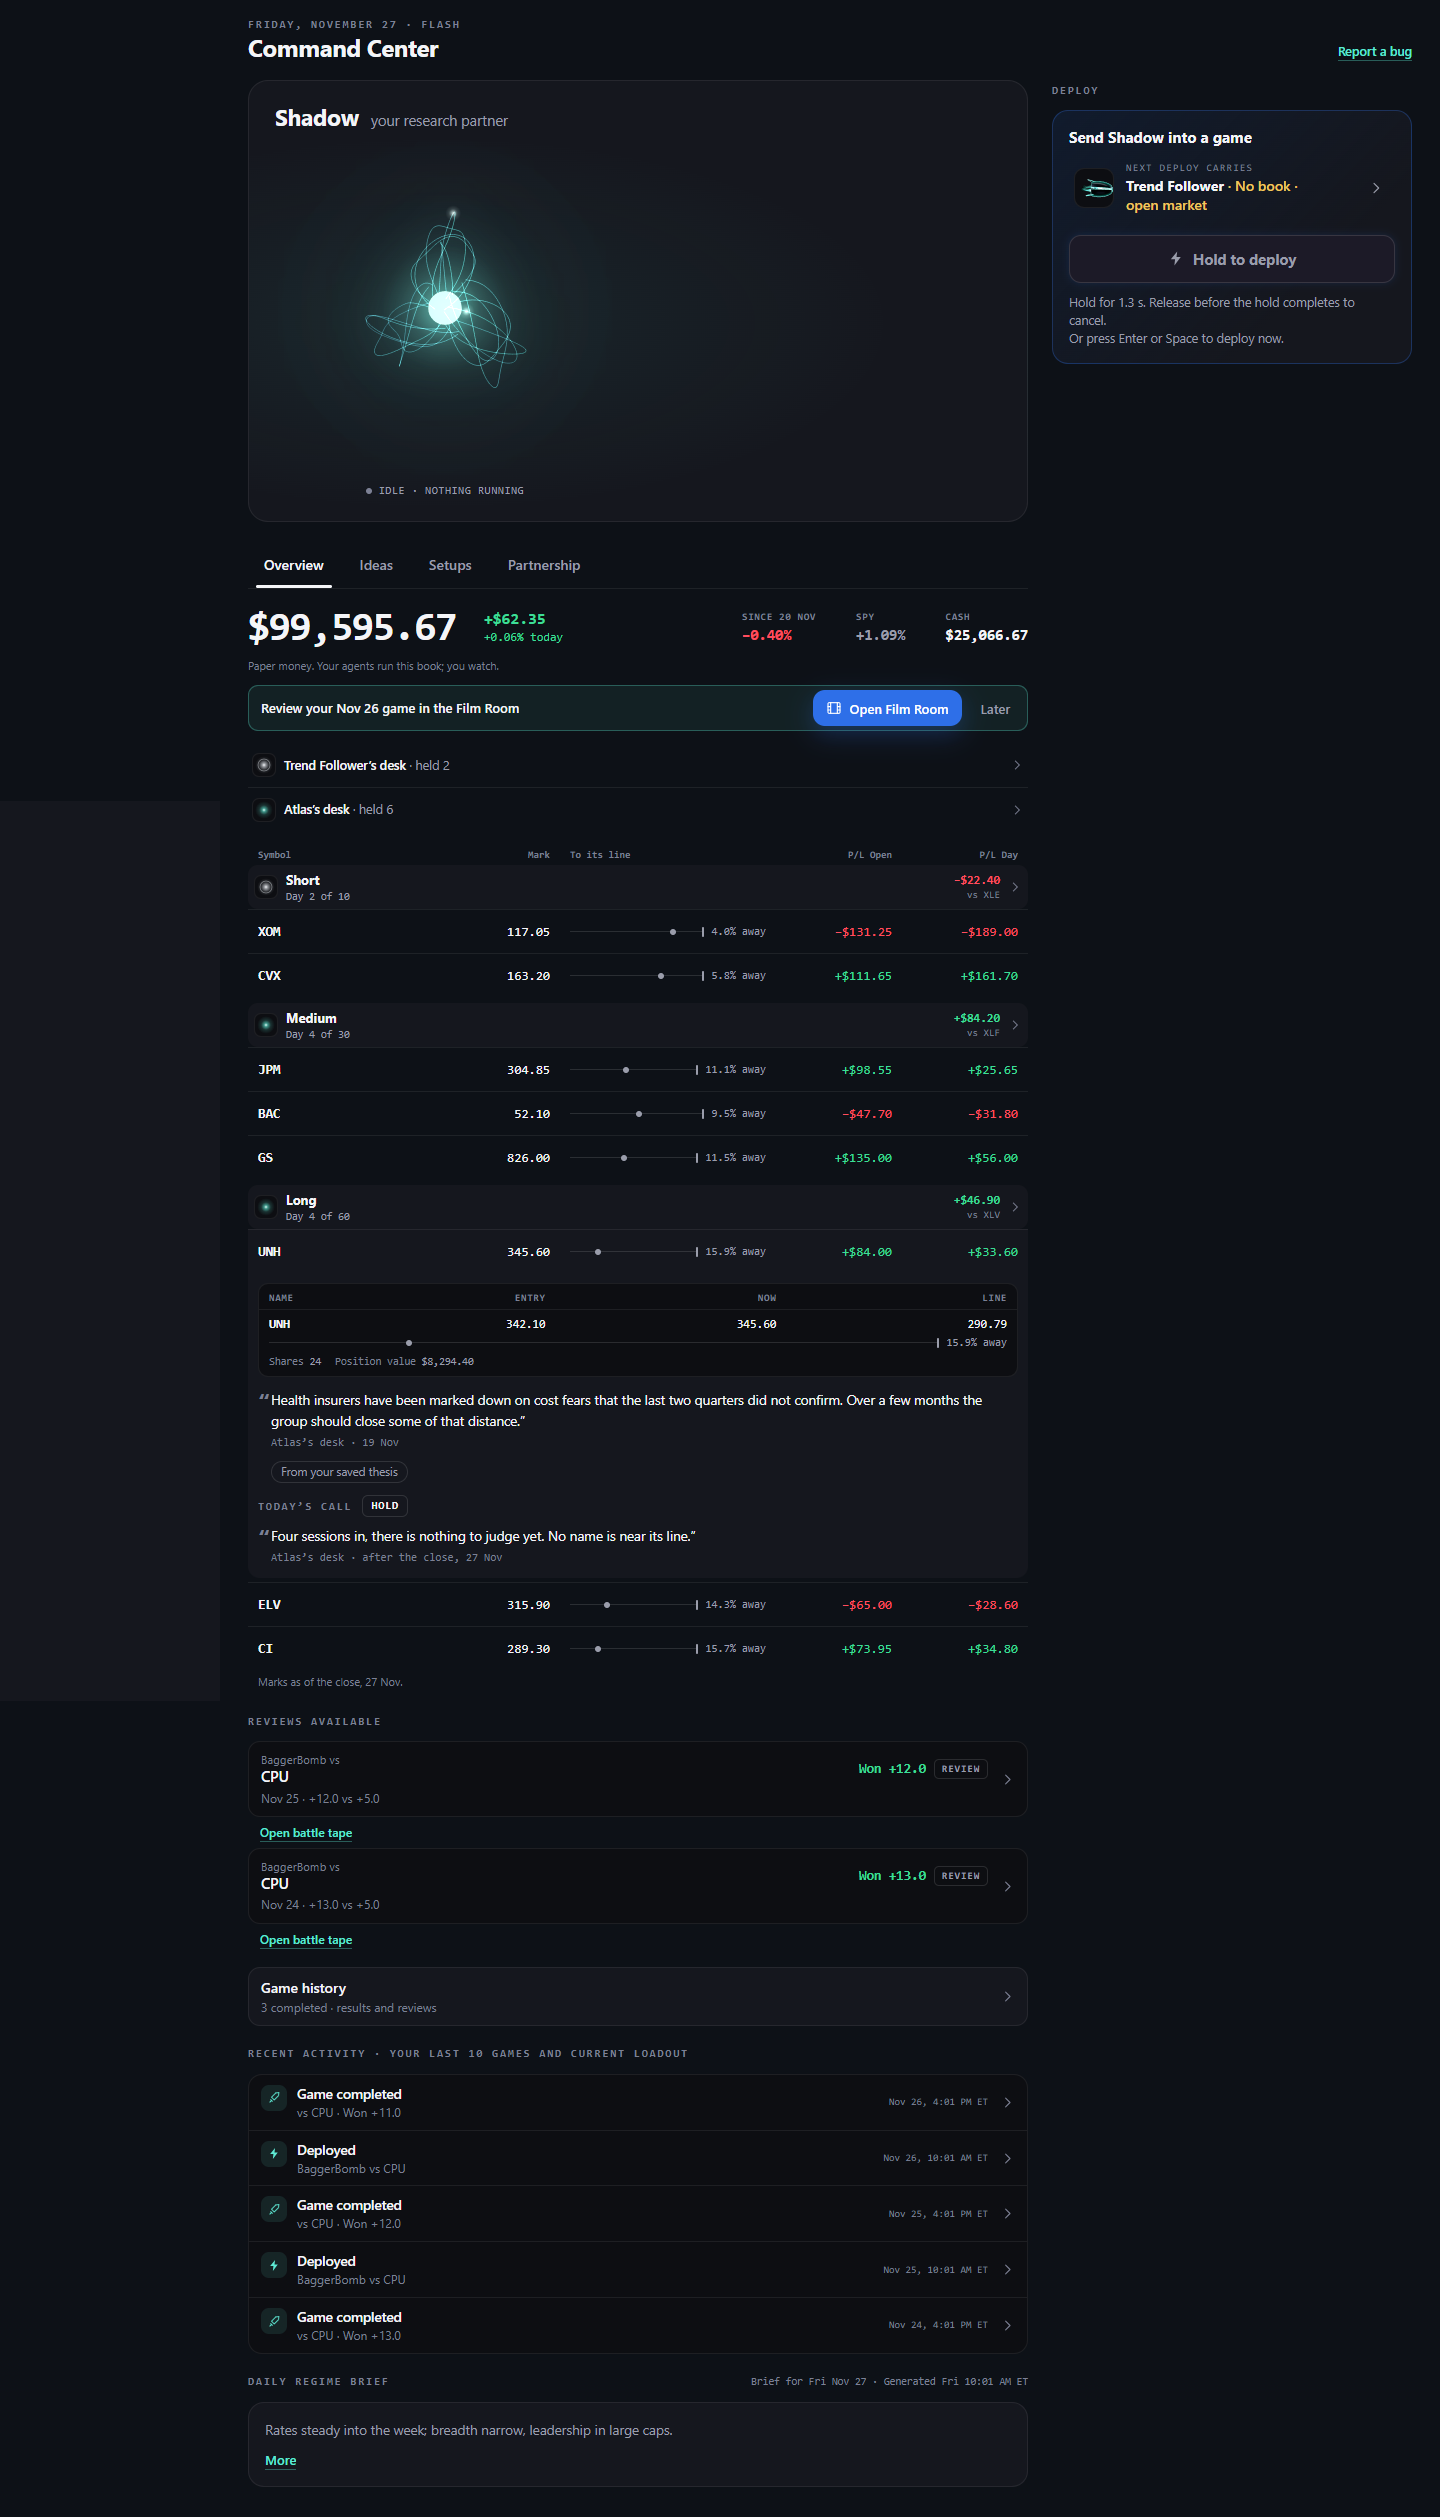 FRIDAY, NOVEMBER 27 · FLASH
Command Center
Report a bug
Shadow your research partner
IDLE · NOTHING RUNNING
DEPLOY
Send Shadow into a game
NEXT DEPLOY CARRIES
Trend Follower · No book ·
open market
Hold to deploy
Hold for 1.3 s. Release before the hold completes to
cancel.
Or press Enter or Space to deploy now.
Overview Ideas Setups Partnership
$99,595.67
+$62.35
+0.06% today
SINCE 20 NOV
−0.40%
SPY
+1.09%
CASH
$25,066.67
Paper money. Your agents run this book; you watch.
Review your Nov 26 game in the Film Room
Open Film Room
Later
Trend Follower’s desk · held 2
Atlas’s desk · held 6
Symbol Mark To its line P/L Open P/L Day
Short
Day 2 of 10
−$22.40
vs XLE
XOM 117.05 4.0% away −$131.25 −$189.00
CVX 163.20 5.8% away +$111.65 +$161.70
Medium
Day 4 of 30
+$84.20
vs XLF
JPM 304.85 11.1% away +$98.55 +$25.65
BAC 52.10 9.5% away −$47.70 −$31.80
GS 826.00 11.5% away +$135.00 +$56.00
Long
Day 4 of 60
+$46.90
vs XLV
UNH 345.60 15.9% away +$84.00 +$33.60
NAME ENTRY NOW LINE
UNH 342.10 345.60 290.79
15.9% away
Shares 24 Position value $8,294.40
“Health insurers have been marked down on cost fears that the last two quarters did not confirm. Over a few months the
group should close some of that distance.”
Atlas’s desk · 19 Nov
From your saved thesis
TODAY’S CALL HOLD
“Four sessions in, there is nothing to judge yet. No name is near its line.”
Atlas’s desk · after the close, 27 Nov
ELV 315.90 14.3% away −$65.00 −$28.60
CI 289.30 15.7% away +$73.95 +$34.80
Marks as of the close, 27 Nov.
REVIEWS AVAILABLE
BaggerBomb vs
CPU
Nov 25 · +12.0 vs +5.0
Won +12.0 REVIEW
Open battle tape
BaggerBomb vs
CPU
Nov 24 · +13.0 vs +5.0
Won +13.0 REVIEW
Open battle tape
Game history
3 completed · results and reviews
RECENT ACTIVITY · YOUR LAST 10 GAMES AND CURRENT LOADOUT
Game completed
vs CPU · Won +11.0
Nov 26, 4:01 PM ET
Deployed
BaggerBomb vs CPU
Nov 26, 10:01 AM ET
Game completed
vs CPU · Won +12.0
Nov 25, 4:01 PM ET
Deployed
BaggerBomb vs CPU
Nov 25, 10:01 AM ET
Game completed
vs CPU · Won +13.0
Nov 24, 4:01 PM ET
DAILY REGIME BRIEF
Brief for Fri Nov 27 · Generated Fri 10:01 AM ET
Rates steady into the week; breadth narrow, leadership in large caps.
More